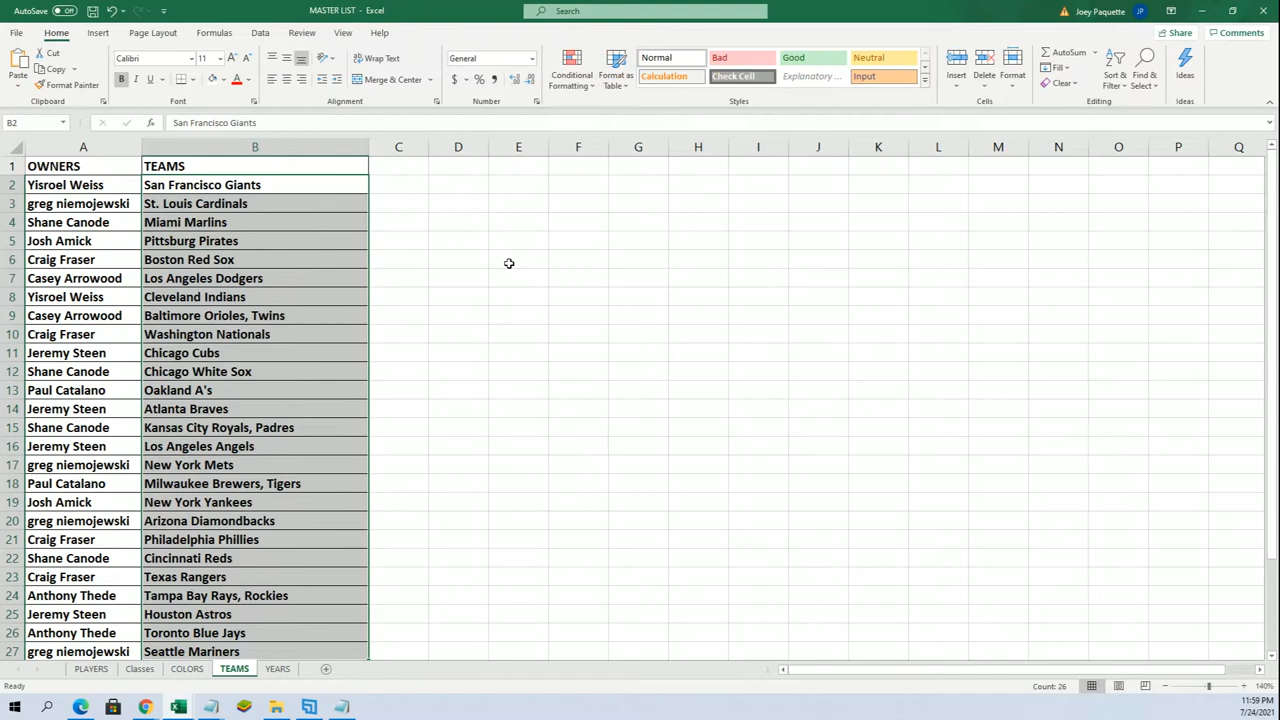 AutoSave Off MASTER LIST - Excel Search Joey Paquette JP
File Home Insert Page Layout Formulas Data Review View Help Share Comments
Paste Cut Copy Format Painter Clipboard
Calibri 11 B I U Font
Wrap Text Merge & Center Alignment
General $ % Number
Conditional Formatting Format as Table
Normal Bad Good Neutral
Calculation Check Cell Explanatory ... Input
Styles
Insert Delete Format Cells
AutoSum Fill Clear Sort & Filter Find & Select Editing
Ideas Ideas
B2 fx San Francisco Giants
A B C D E F G H I J K L M N O P Q
1 OWNERS TEAMS
2 Yisroel Weiss San Francisco Giants
3 greg niemojewski St. Louis Cardinals
4 Shane Canode Miami Marlins
5 Josh Amick Pittsburg Pirates
6 Craig Fraser Boston Red Sox
7 Casey Arrowood Los Angeles Dodgers
8 Yisroel Weiss Cleveland Indians
9 Casey Arrowood Baltimore Orioles, Twins
10 Craig Fraser Washington Nationals
11 Jeremy Steen Chicago Cubs
12 Shane Canode Chicago White Sox
13 Paul Catalano Oakland A's
14 Jeremy Steen Atlanta Braves
15 Shane Canode Kansas City Royals, Padres
16 Jeremy Steen Los Angeles Angels
17 greg niemojewski New York Mets
18 Paul Catalano Milwaukee Brewers, Tigers
19 Josh Amick New York Yankees
20 greg niemojewski Arizona Diamondbacks
21 Craig Fraser Philadelphia Phillies
22 Shane Canode Cincinnati Reds
23 Craig Fraser Texas Rangers
24 Anthony Thede Tampa Bay Rays, Rockies
25 Jeremy Steen Houston Astros
26 Anthony Thede Toronto Blue Jays
27 greg niemojewski Seattle Mariners
PLAYERS Classes COLORS TEAMS YEARS
Ready Count: 26 140%
11:59 PM
7/24/2021